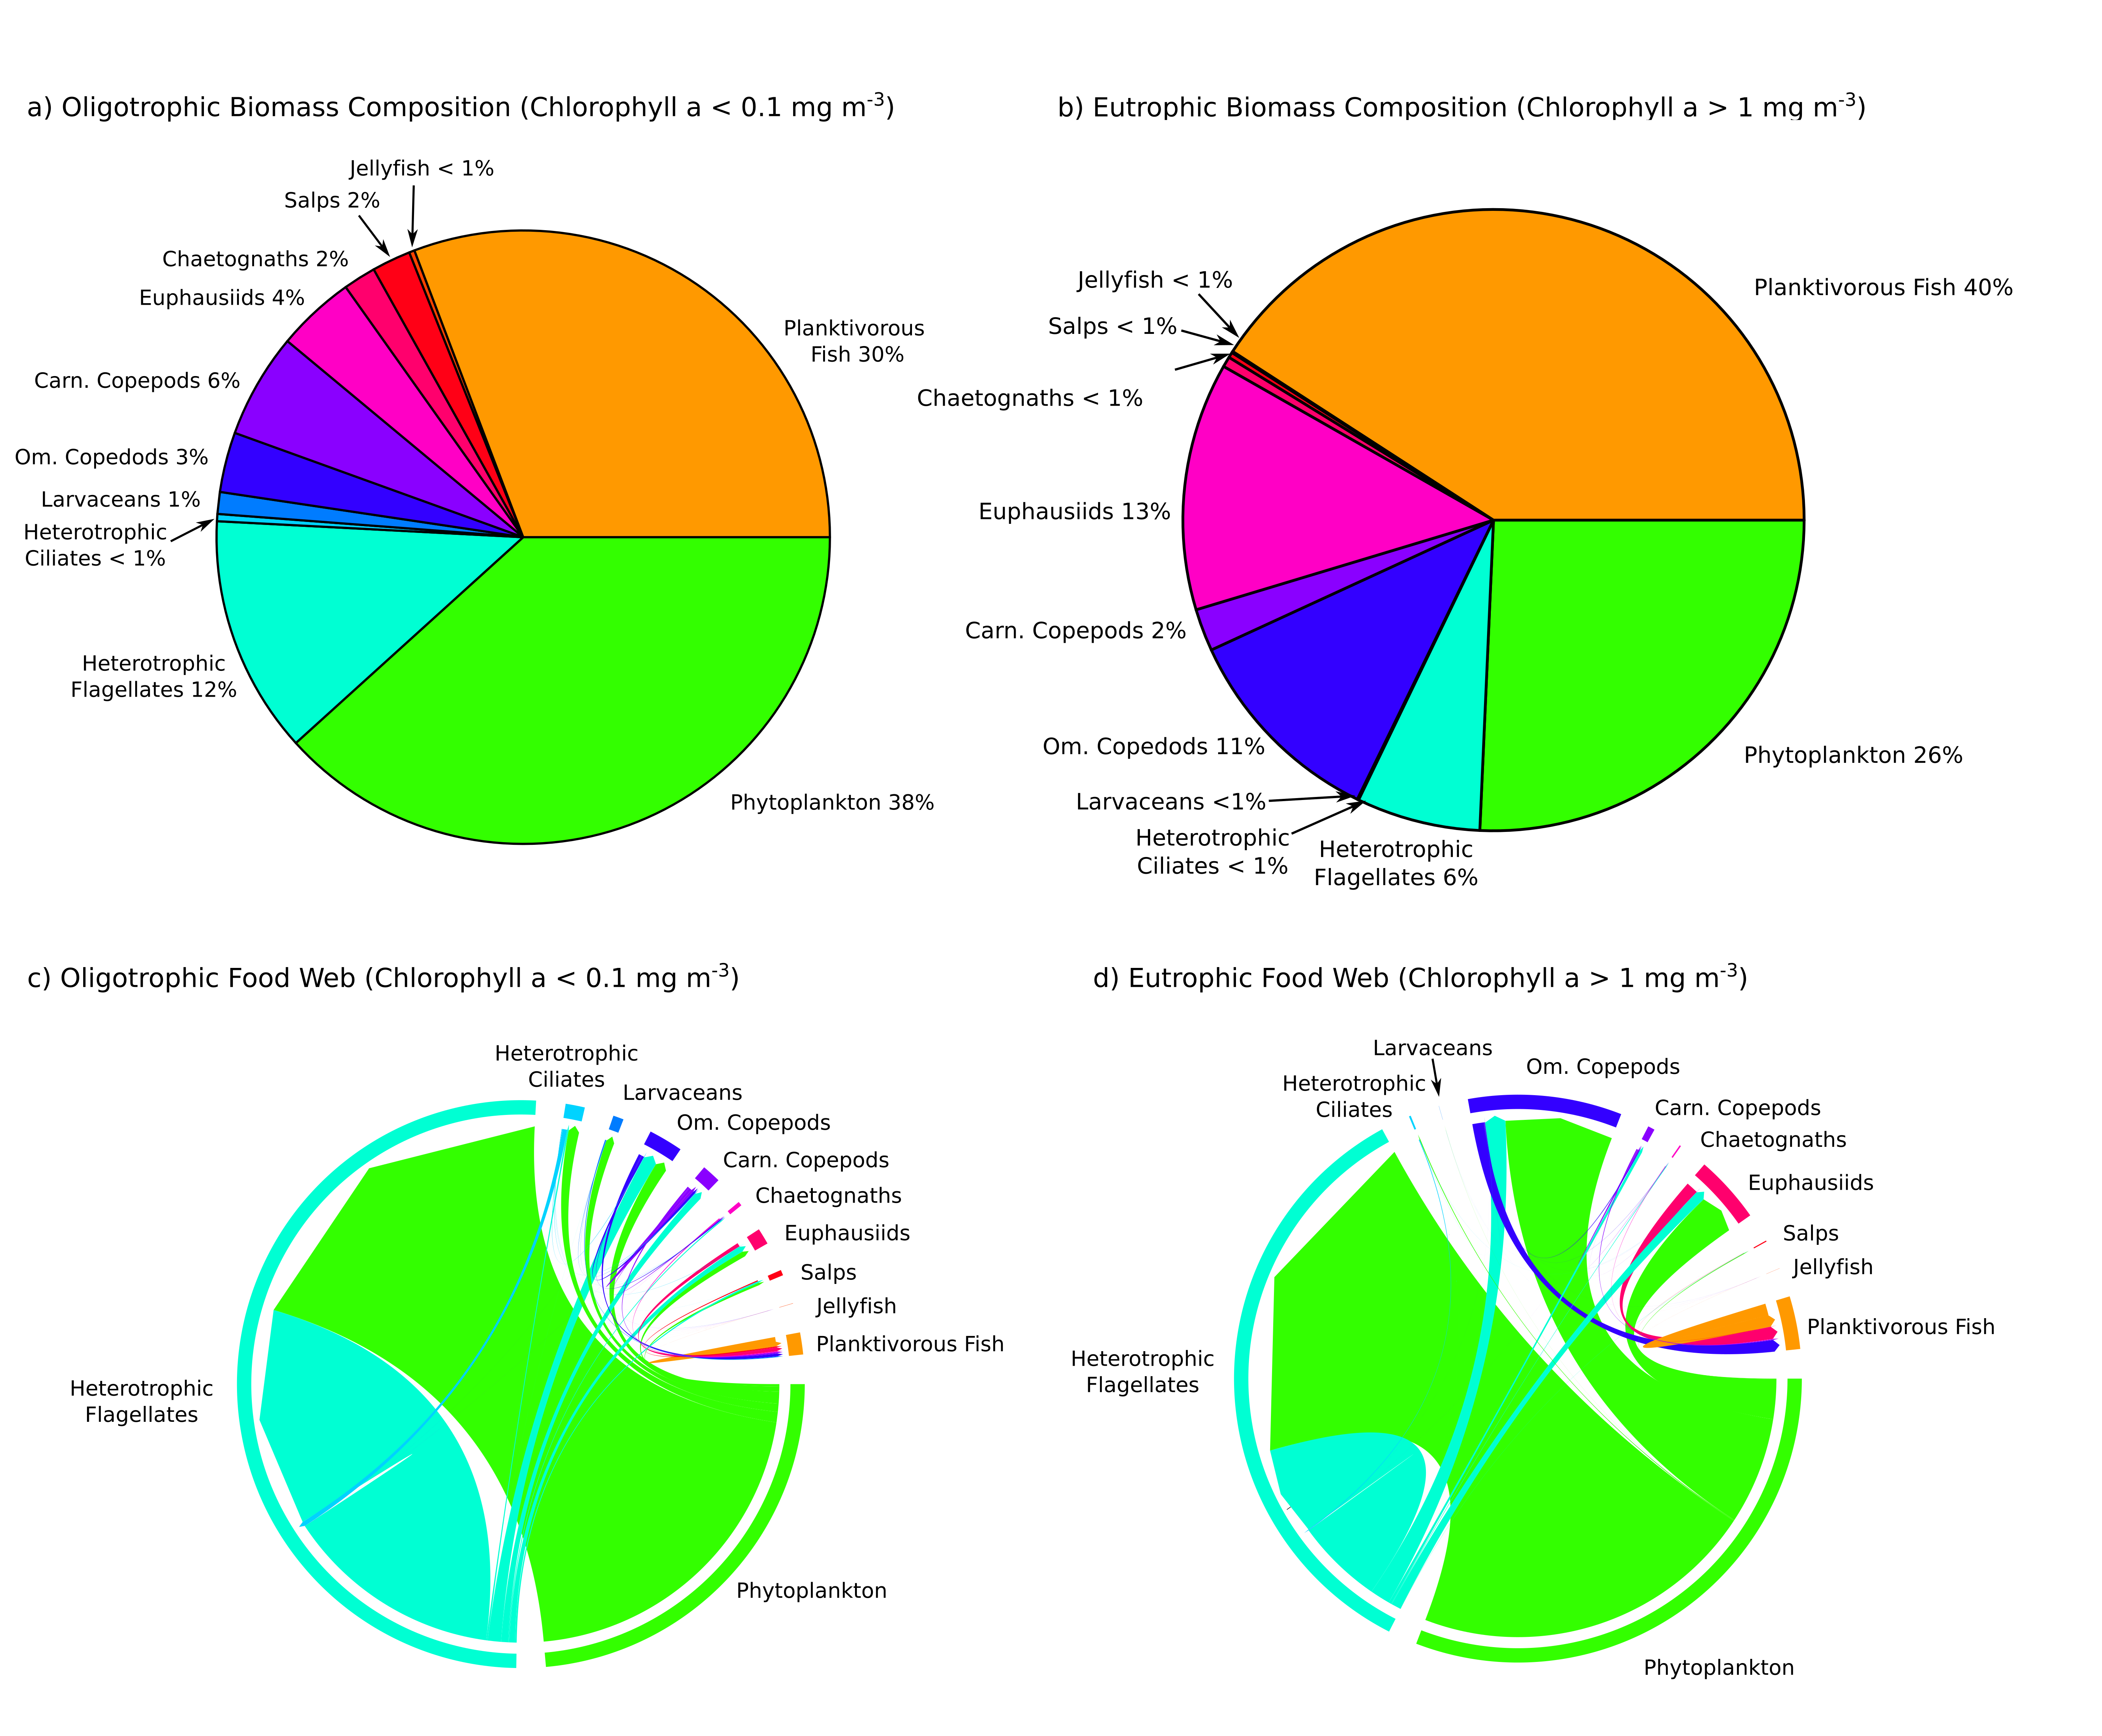 a) Oligotrophic Biomass Composition (Chlorophyll a < 0.1 mg m-3)
Jellyfish < 1%
Salps 2%
Chaetognaths 2%
Euphausiids 4%
Carn. Copepods 6%
Om. Copedods 3%
Larvaceans 1%
Heterotrophic
Ciliates < 1%
Heterotrophic
Flagellates 12%
Planktivorous
Fish 30%
Phytoplankton 38%
b) Eutrophic Biomass Composition (Chlorophyll a > 1 mg m-3)
Jellyfish < 1%
Salps < 1%
Chaetognaths < 1%
Euphausiids 13%
Carn. Copepods 2%
Om. Copedods 11%
Larvaceans <1%
Heterotrophic
Ciliates < 1%
Heterotrophic
Flagellates 6%
Planktivorous Fish 40%
Phytoplankton 26%
c) Oligotrophic Food Web (Chlorophyll a < 0.1 mg m-3)
Heterotrophic
Ciliates
Larvaceans
Om. Copepods
Carn. Copepods
Chaetognaths
Euphausiids
Salps
Jellyfish
Planktivorous Fish
Heterotrophic
Flagellates
Phytoplankton
d) Eutrophic Food Web (Chlorophyll a > 1 mg m-3)
Larvaceans
Heterotrophic
Ciliates
Om. Copepods
Carn. Copepods
Chaetognaths
Euphausiids
Salps
Jellyfish
Planktivorous Fish
Heterotrophic
Flagellates
Phytoplankton